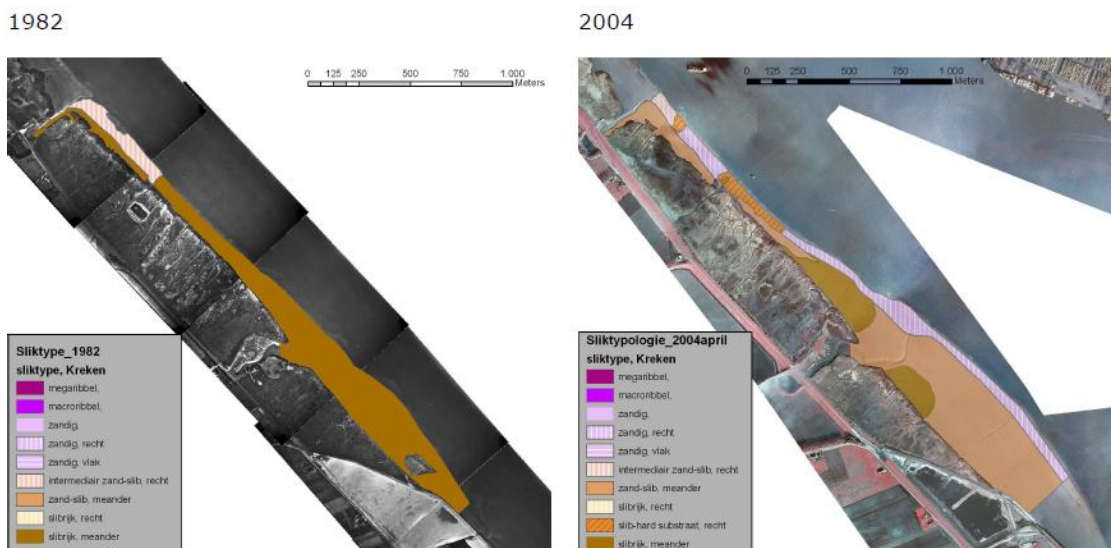 1982
2004
0 125 250 500 750 1.000
Meters
0 125 250 500 750 1.000
Meters
Sliktype_1982
sliktype, Kreken
megaribbel,
macroribbel,
zandig,
zandig, recht
zandig, vlak
intermediair zand-slib, recht
zand-slib, meander
slibrijk, recht
slibrijk, meander
Sliktypologie_2004april
sliktype, Kreken
megaribbel,
macroribbel,
zandig,
zandig, recht
zandig, vlak
intermediair zand-slib, recht
zand-slib, meander
slibrijk, recht
slib-hard substraat, recht
slibrijk, meander